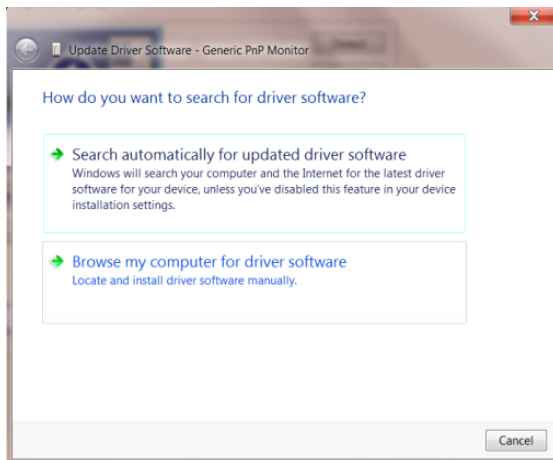 Update Driver Software - Generic PnP Monitor
How do you want to search for driver software?
Search automatically for updated driver software
Windows will search your computer and the Internet for the latest driver
software for your device, unless you've disabled this feature in your device
installation settings.
Browse my computer for driver software
Locate and install driver software manually.
Cancel